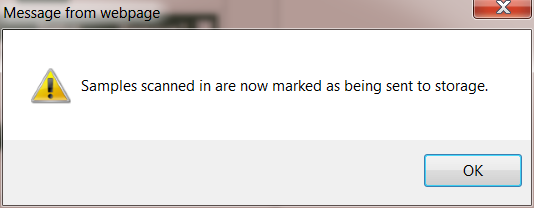 Message from webpage
Samples scanned in are now marked as being sent to storage.
OK